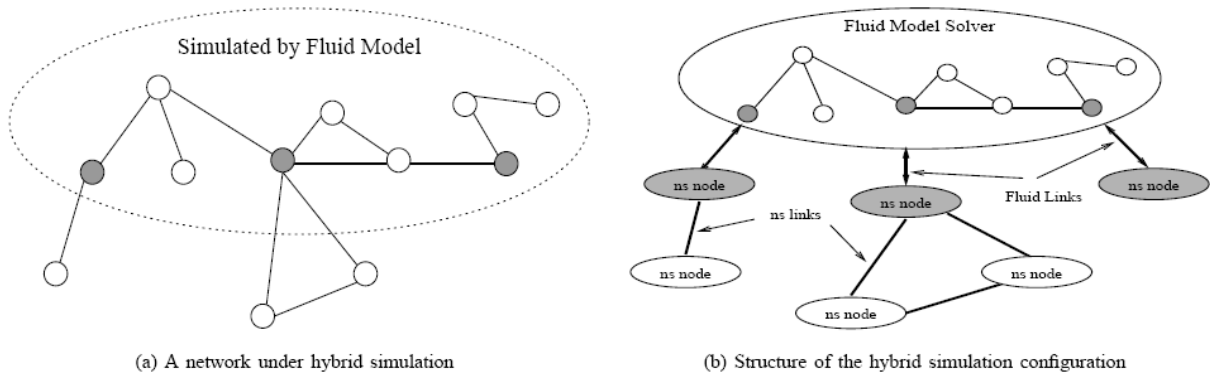 Simulated by Fluid Model
(a) A network under hybrid simulation
Fluid Model Solver
ns node
ns node
ns node
Fluid Links
ns links
ns node
ns node
ns node
(b) Structure of the hybrid simulation configuration